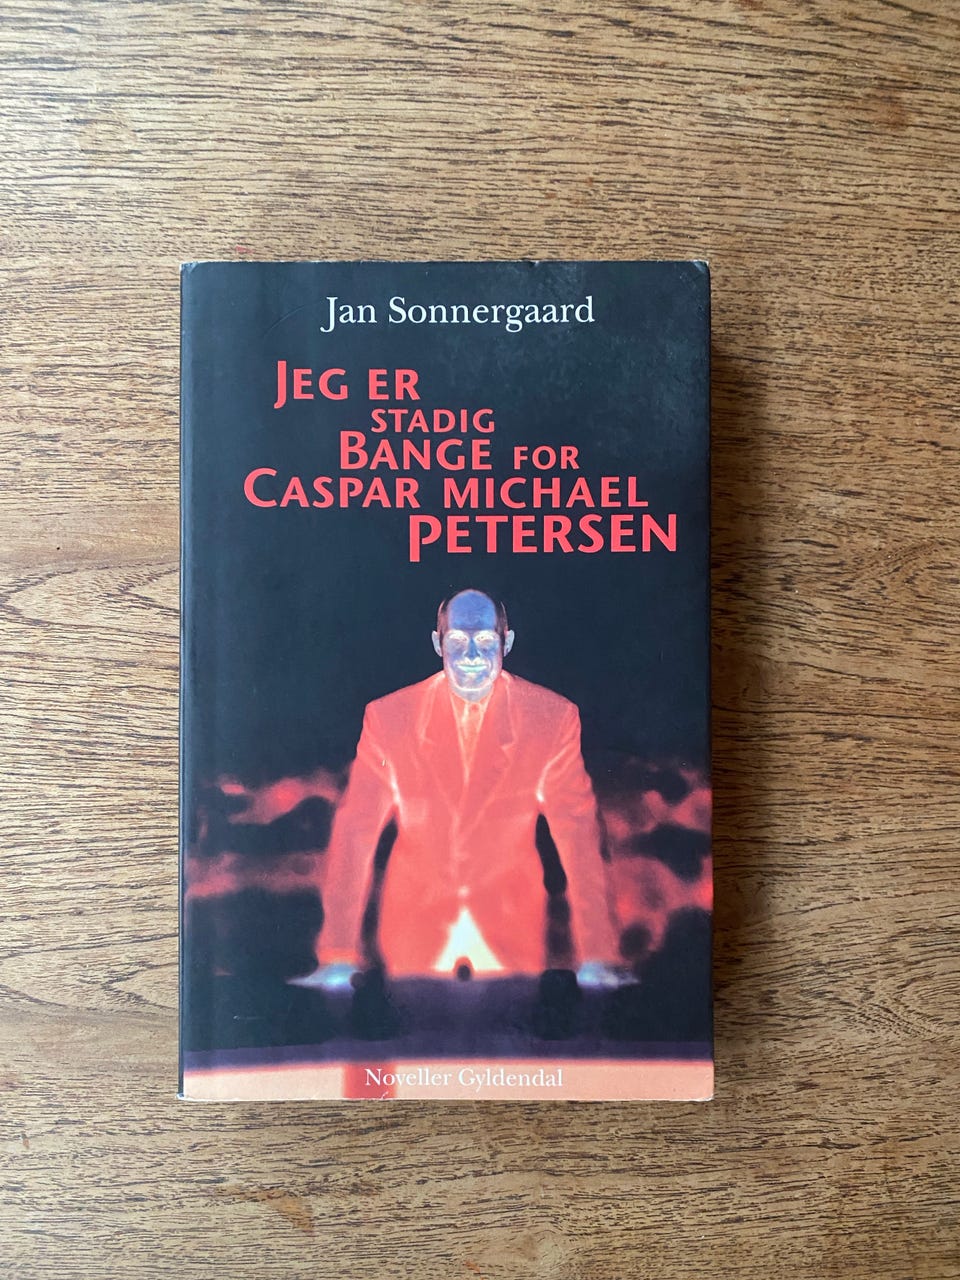 Jan Sonnergaard
JEG ER
STADIG
BANGE FOR
CASPAR MICHAEL
PETERSEN
Noveller Gyldendal